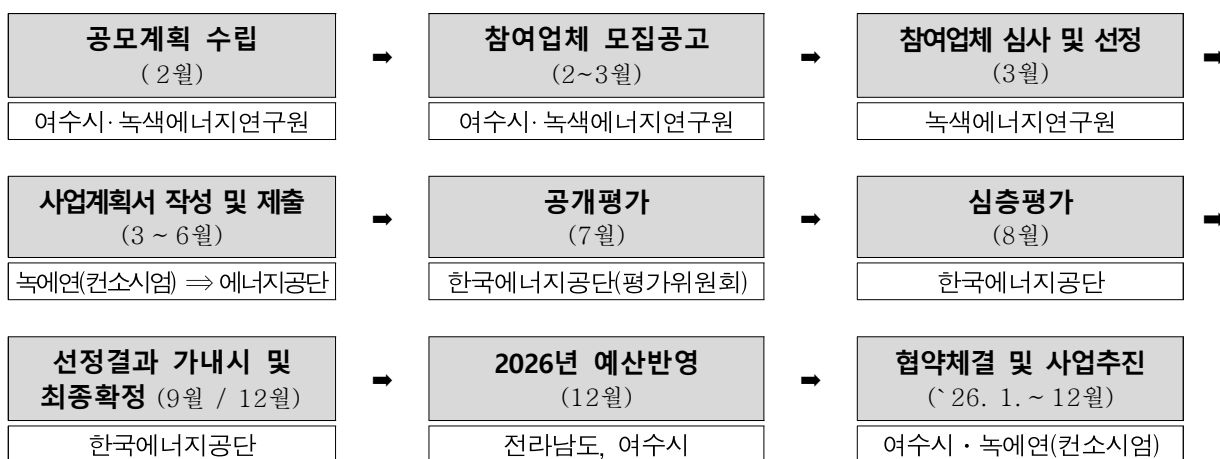 공모계획 수립
( 2월)
여수시· 녹색에너지연구원
➡
참여업체 모집공고
(2~3월)
여수시· 녹색에너지연구원
➡
참여업체 심사 및 선정
(3월)
녹색에너지연구원
➡
사업계획서 작성 및 제출
(3 ~ 6월)
녹에연(컨소시엄) ⇒ 에너지공단
➡
공개평가
(7월)
한국에너지공단(평가위원회)
➡
심층평가
(8월)
한국에너지공단
➡
선정결과 가내시 및
최종확정 (9월 / 12월)
한국에너지공단
➡
2026년 예산반영
(12월)
전라남도, 여수시
➡
협약체결 및 사업추진
(`26. 1. ~ 12월)
여수시 · 녹에연(컨소시엄)